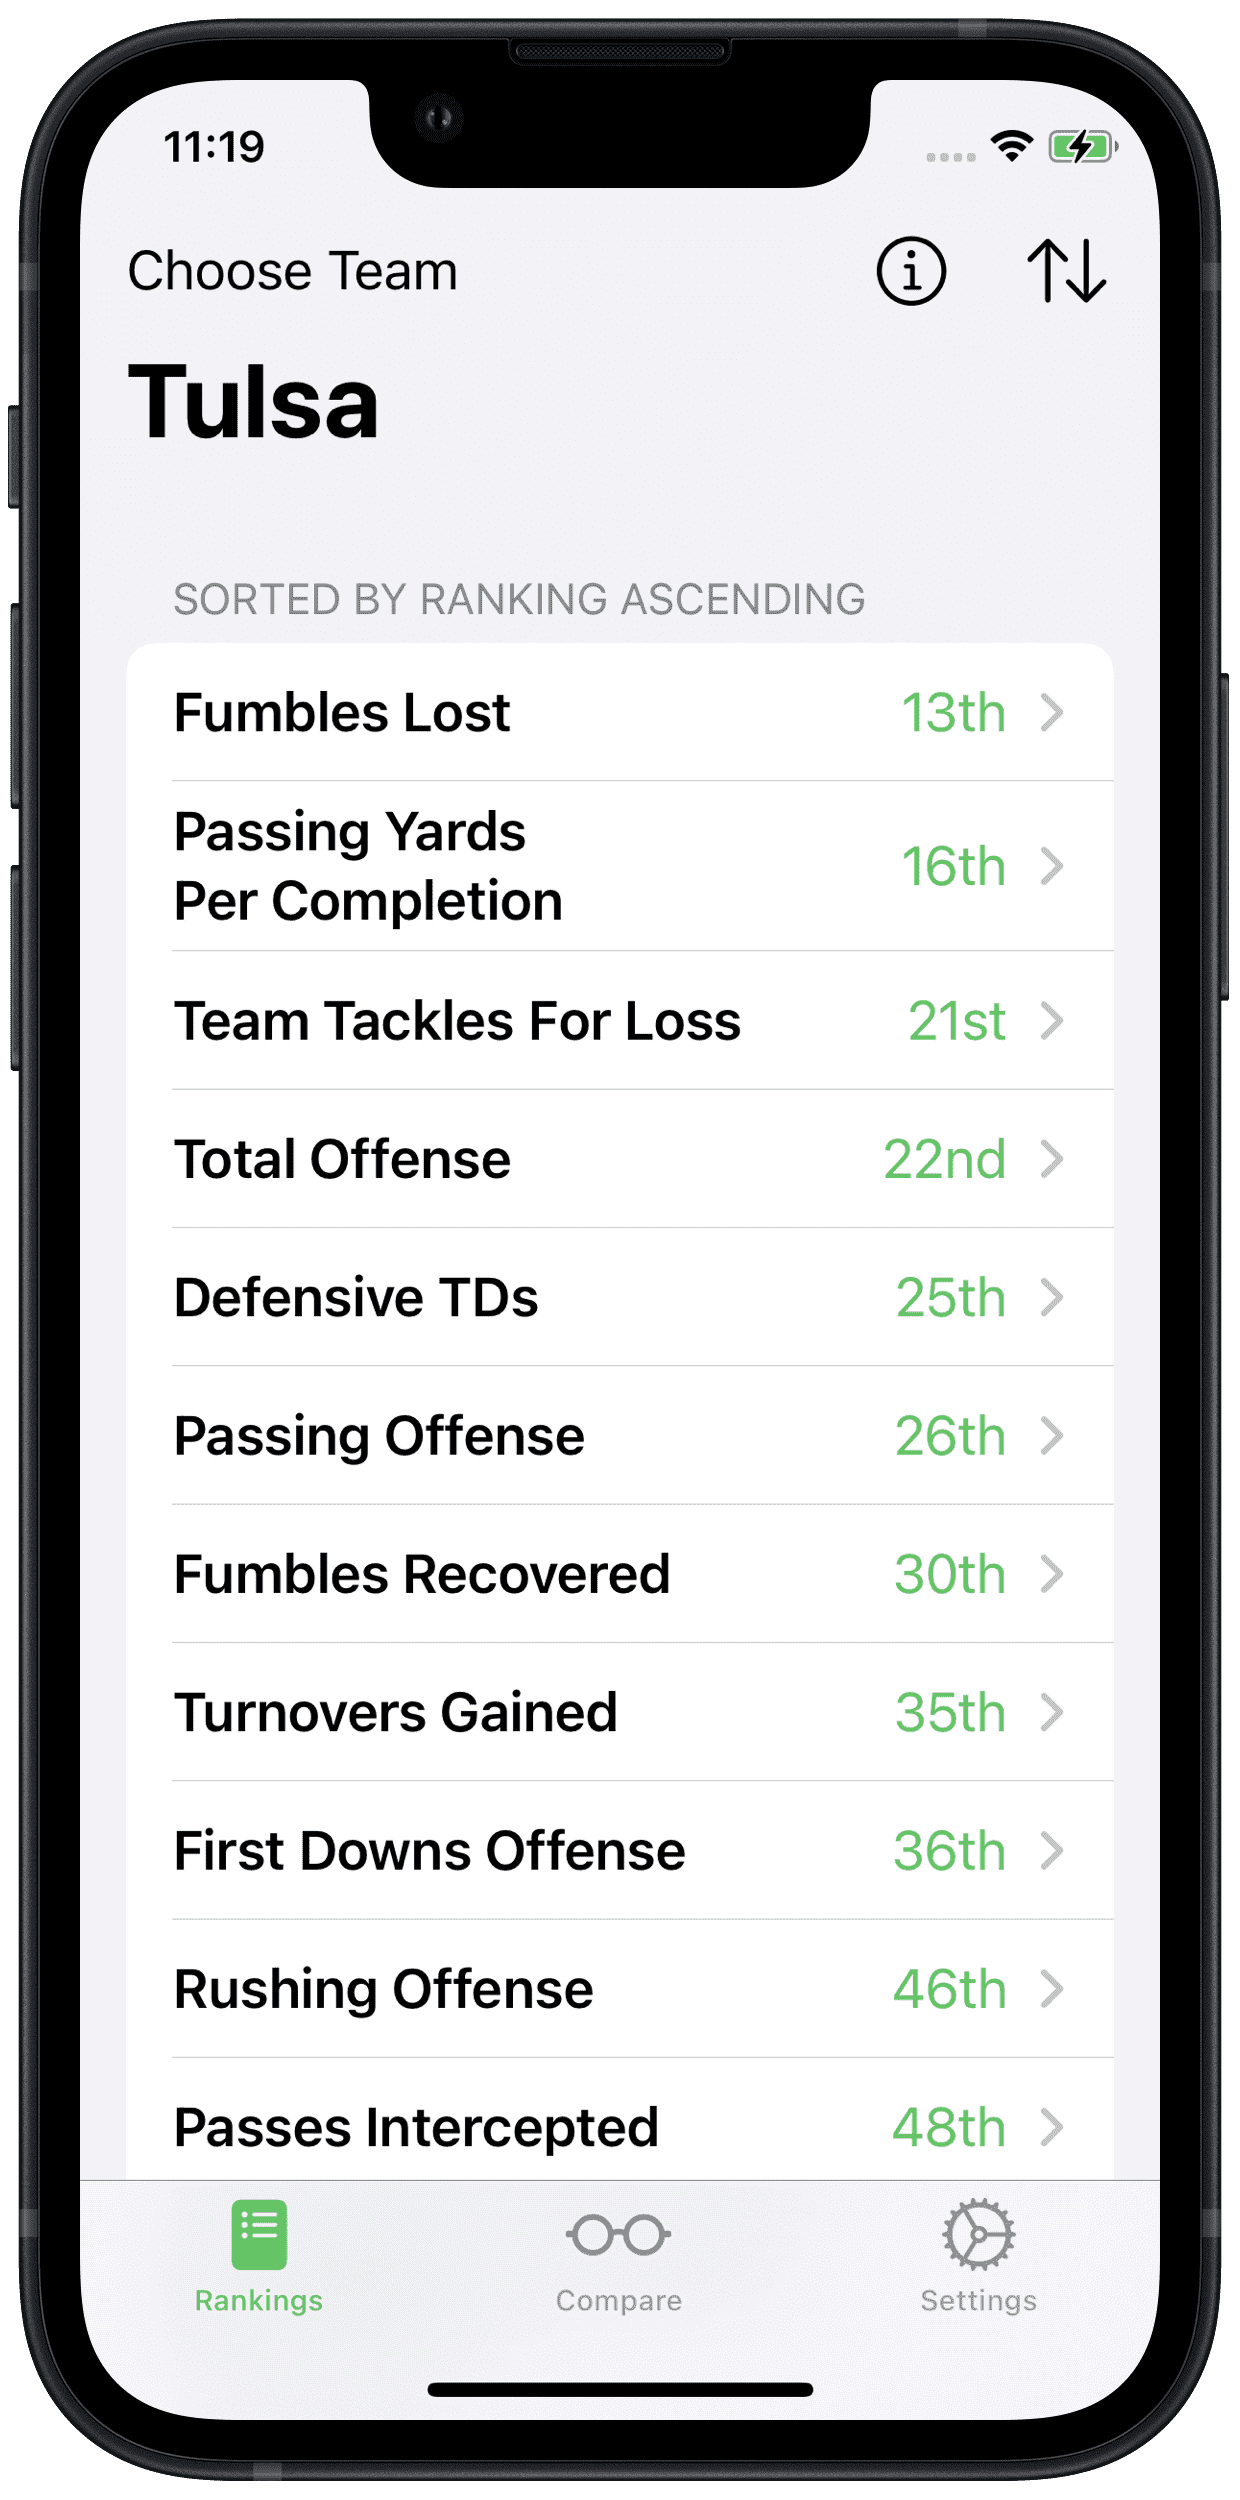 11:19
Choose Team
Tulsa
SORTED BY RANKING ASCENDING
Fumbles Lost 13th
Passing Yards
Per Completion 16th
Team Tackles For Loss 21st
Total Offense 22nd
Defensive TDs 25th
Passing Offense 26th
Fumbles Recovered 30th
Turnovers Gained 35th
First Downs Offense 36th
Rushing Offense 46th
Passes Intercepted 48th
Rankings Compare Settings